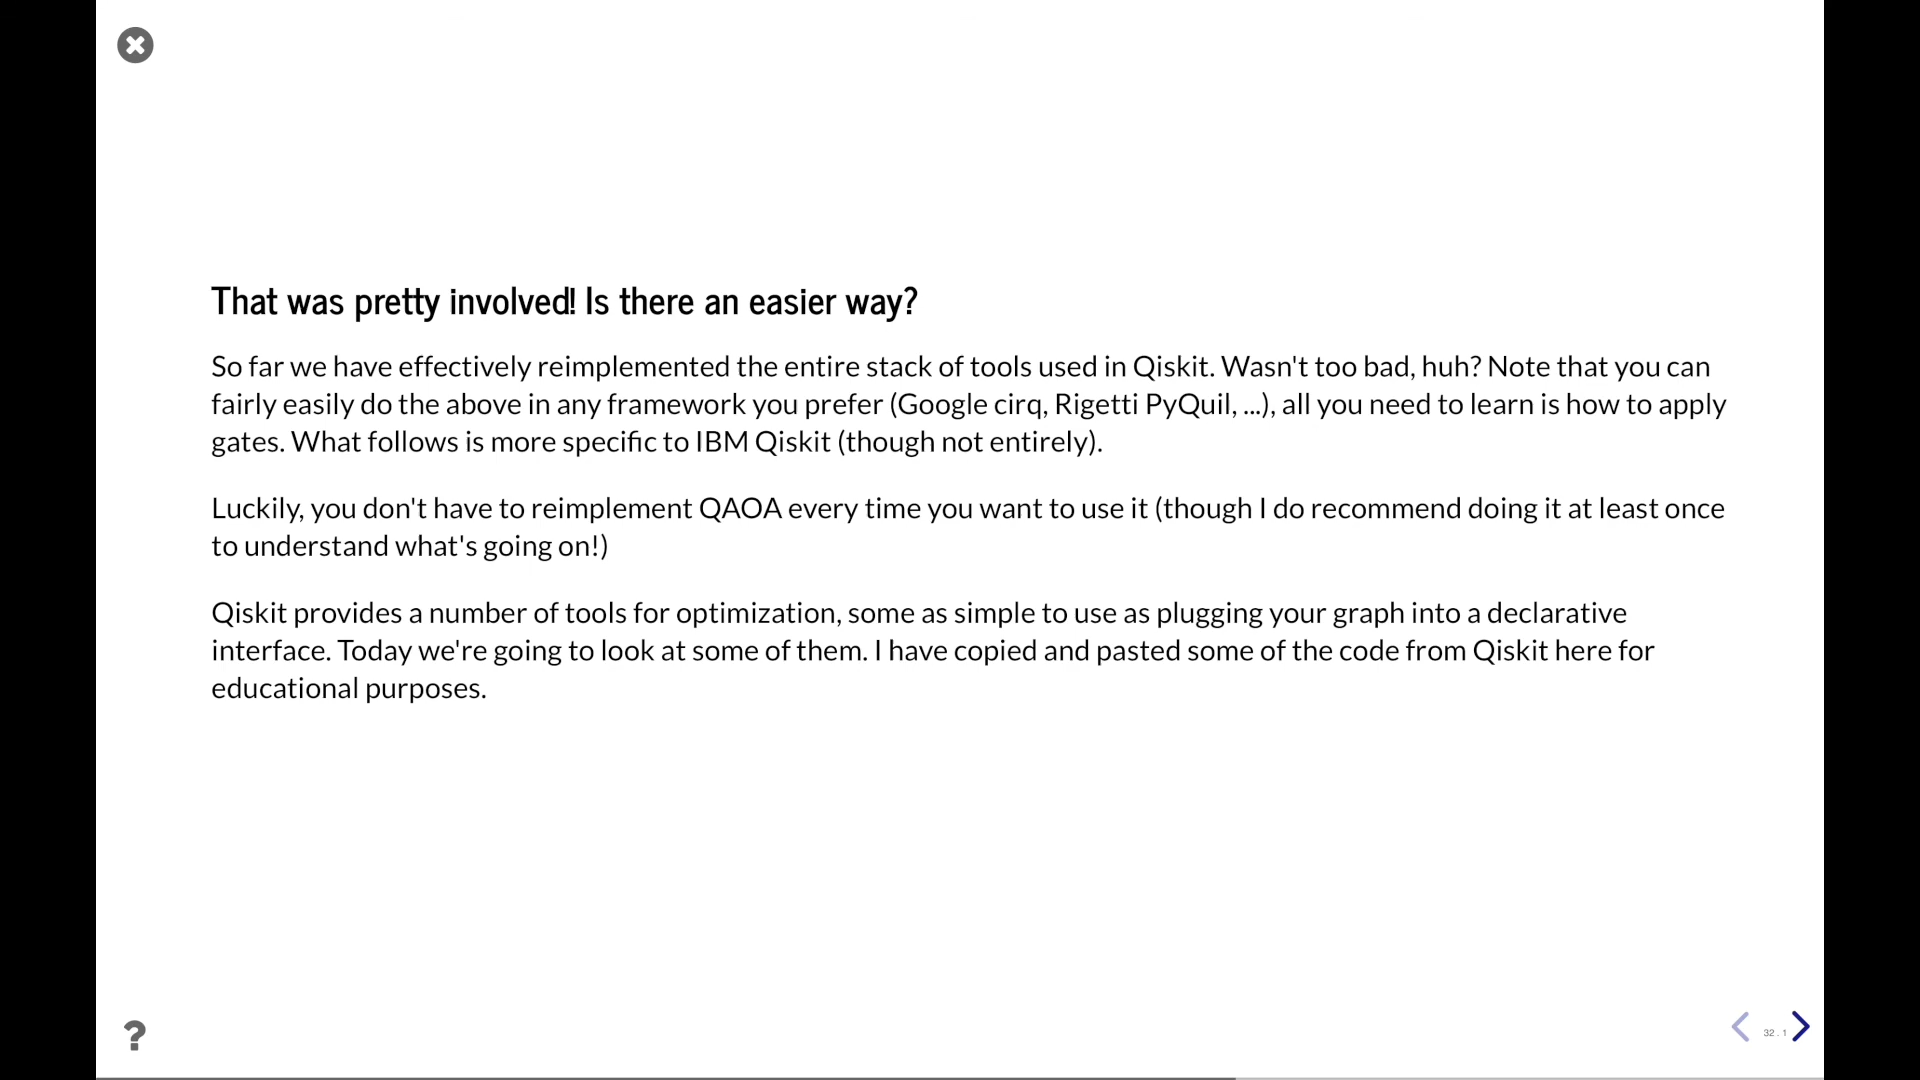 That was pretty involved! Is there an easier way?
So far we have effectively reimplemented the entire stack of tools used in Qiskit. Wasn't too bad, huh? Note that you can
fairly easily do the above in any framework you prefer (Google cirq, Rigetti PyQuil, ...), all you need to learn is how to apply
gates. What follows is more specific to IBM Qiskit (though not entirely).
Luckily, you don't have to reimplement QAOA every time you want to use it (though I do recommend doing it at least once
to understand what's going on!)
Qiskit provides a number of tools for optimization, some as simple to use as plugging your graph into a declarative
interface. Today we're going to look at some of them. I have copied and pasted some of the code from Qiskit here for
educational purposes.
?
32 . 1